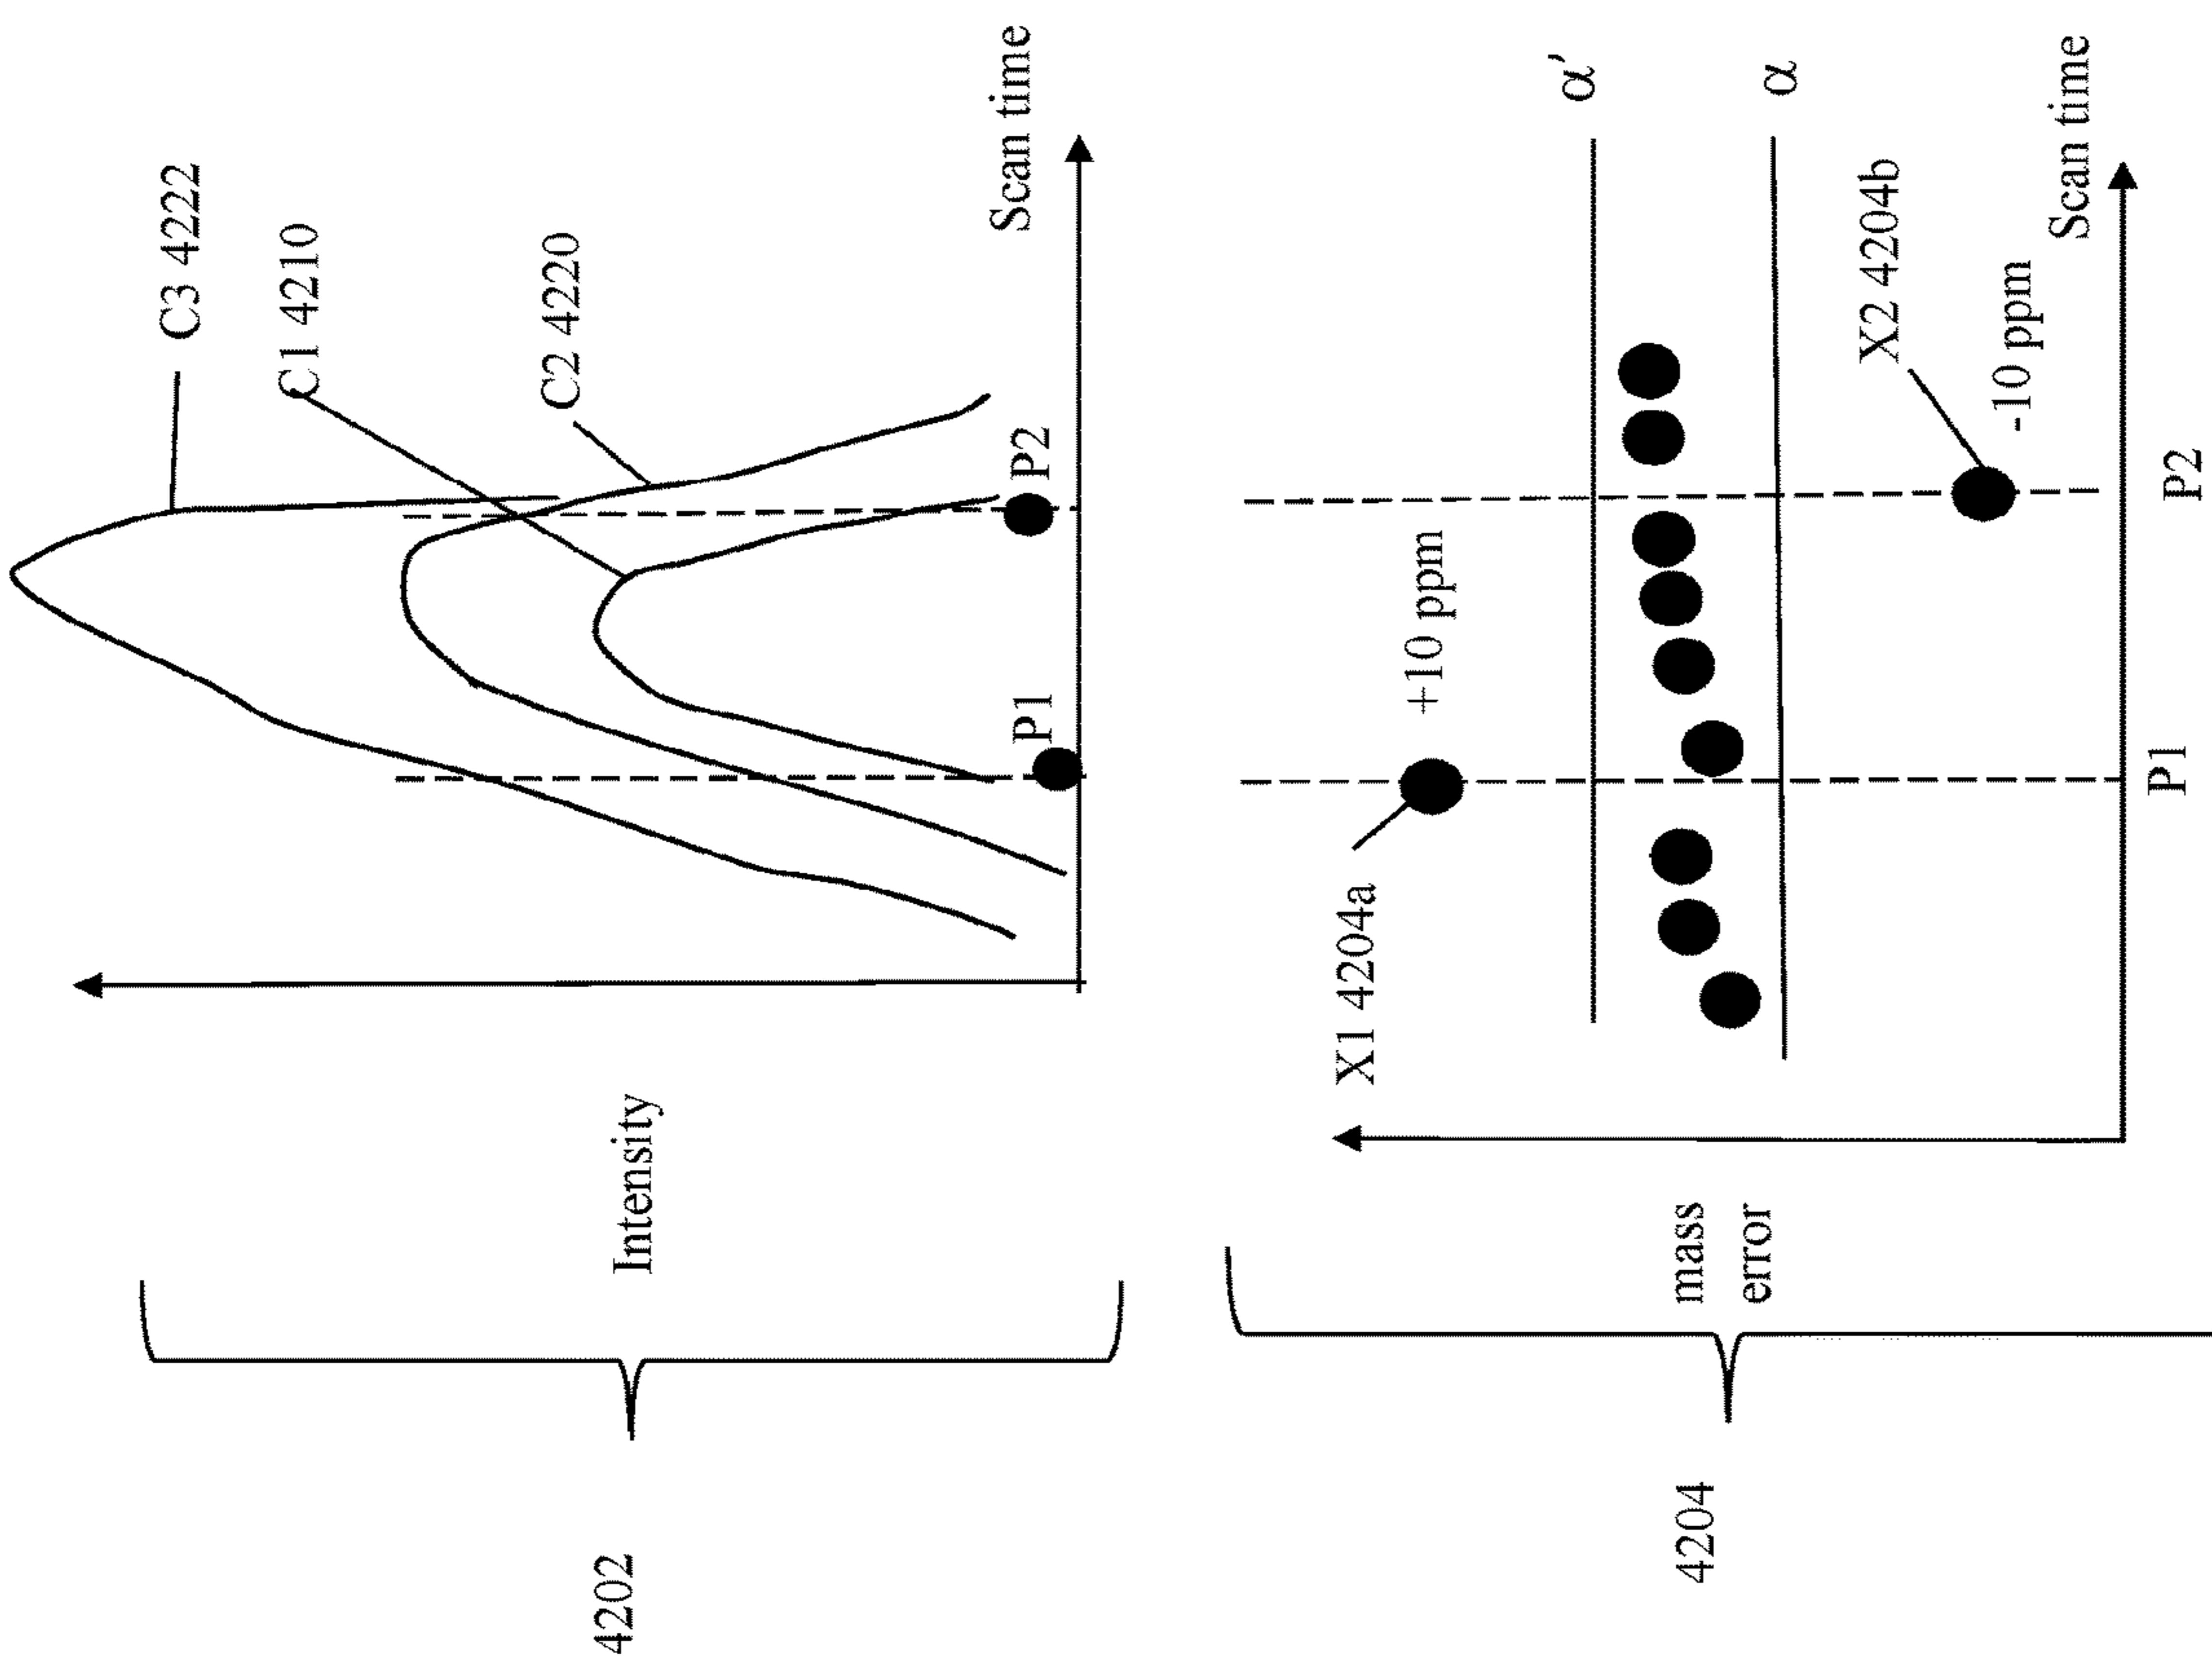 4202
Intensity
C3 4222
C1 4210
C2 4220
P1
P2
Scan time
4204
mass
error
X1 4204a
+10 ppm
α'
α
X2 4204b
-10 ppm
Scan time
P1
P2